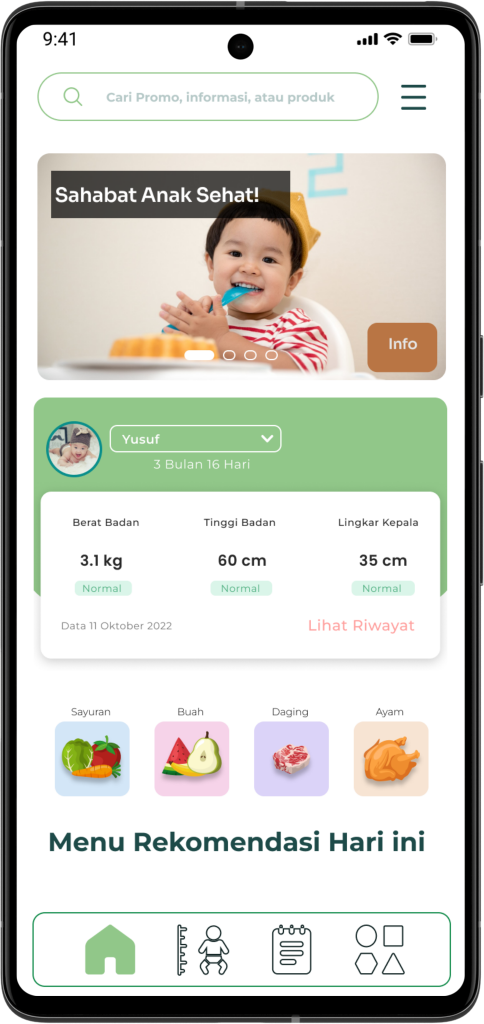 9:41
Cari Promo, informasi, atau produk
Sahabat Anak Sehat!
Info
Yusuf
3 Bulan 16 Hari
Berat Badan
Tinggi Badan
Lingkar Kepala
3.1 kg
60 cm
35 cm
Normal
Normal
Normal
Data 11 Oktober 2022
Lihat Riwayat
Sayuran
Buah
Daging
Ayam
Menu Rekomendasi Hari ini